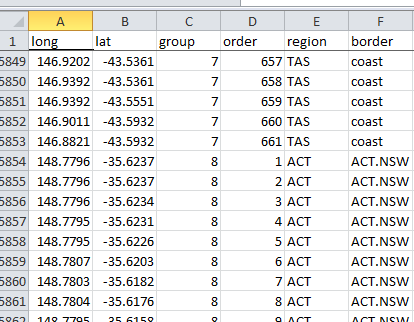 A B C D E F
1 long lat group order region border
5849 146.9202 -43.5361 7 657 TAS coast
5850 146.9392 -43.5361 7 658 TAS coast
5851 146.9392 -43.5551 7 659 TAS coast
5852 146.9011 -43.5932 7 660 TAS coast
5853 146.8821 -43.5932 7 661 TAS coast
5854 148.7796 -35.6237 8 1 ACT ACT.NSW
5855 148.7796 -35.6237 8 2 ACT ACT.NSW
5856 148.7796 -35.6234 8 3 ACT ACT.NSW
5857 148.7795 -35.6231 8 4 ACT ACT.NSW
5858 148.7795 -35.6226 8 5 ACT ACT.NSW
5859 148.7807 -35.6203 8 6 ACT ACT.NSW
5860 148.7803 -35.6182 8 7 ACT ACT.NSW
5861 148.7804 -35.6176 8 8 ACT ACT.NSW
5862 148.7795 -35.6158 8 9 ACT ACT.NSW